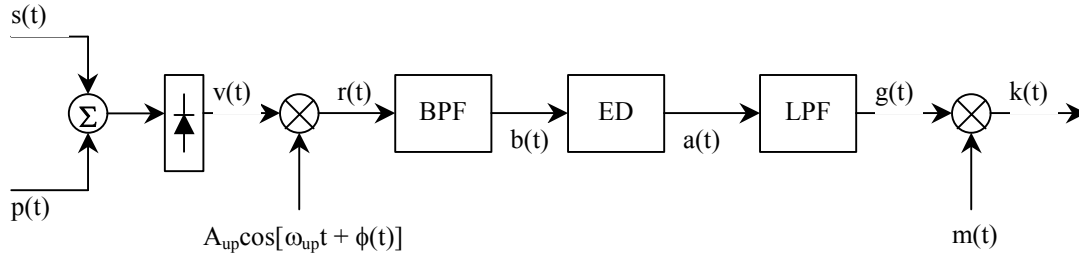 s(t)
Σ
v(t)
r(t)
BPF
b(t)
ED
a(t)
LPF
g(t)
k(t)
p(t)
A_up cos[ω_up t + ϕ(t)]
m(t)